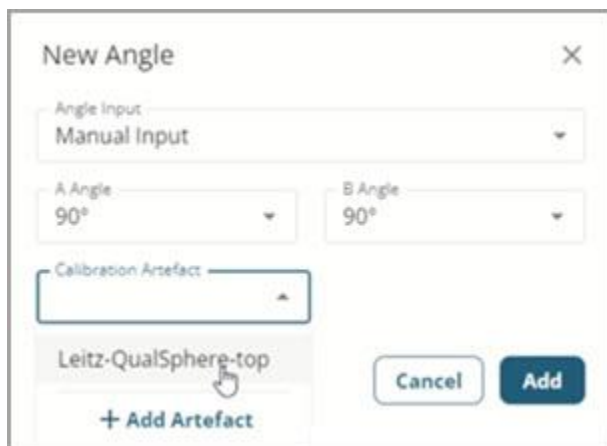 New Angle
Angle Input
Manual Input
A Angle
90°
B Angle
90°
Calibration Artefact
Leitz-QualSphere-top
+ Add Artefact
Cancel
Add